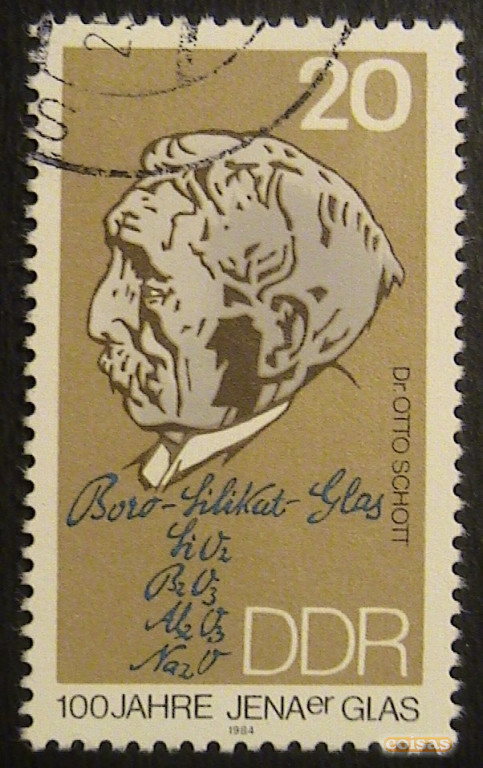 20
Dr. OTTO SCHOTT
Boro-Silikat-Glas
SiO₂
B₂O₃
Al₂O₃
Na₂O
DDR
100 JAHRE JENAer GLAS
1984
coisas